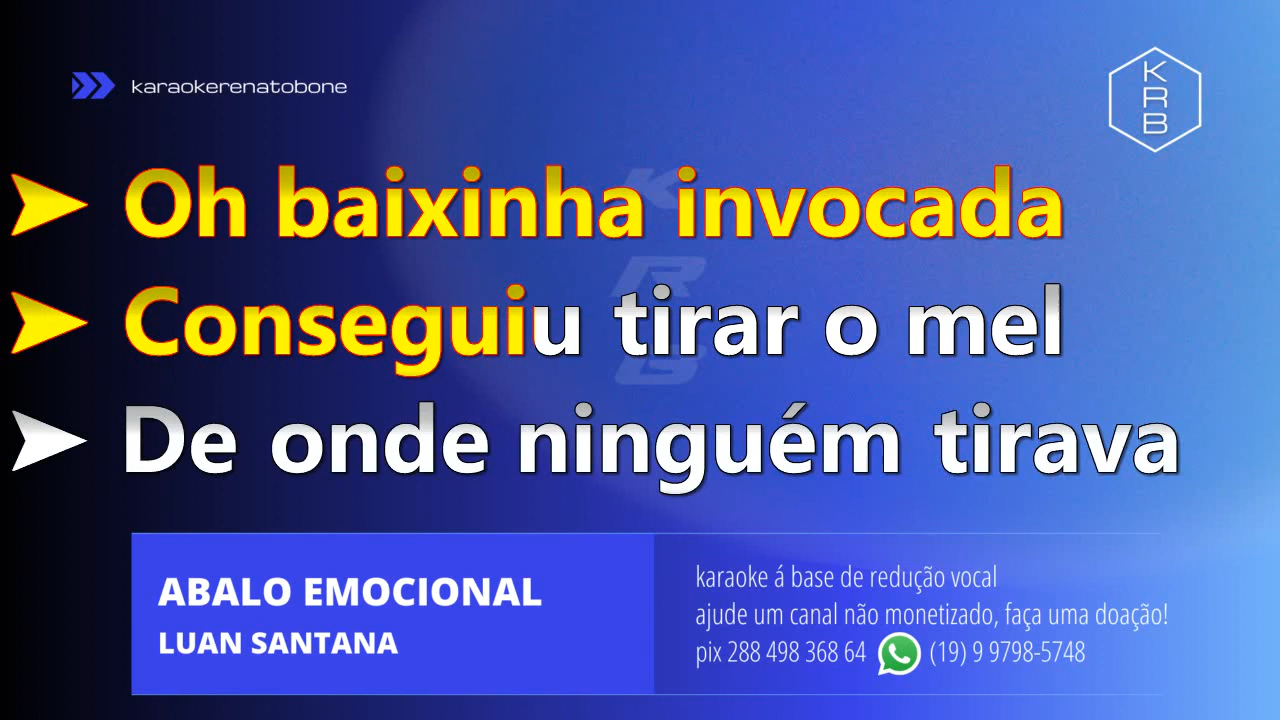 karaokerenatobone
K
R
B
Oh baixinha invocada
Conseguiu tirar o mel
De onde ninguém tirava
K
R
B
ABALO EMOCIONAL
LUAN SANTANA
karaoke á base de redução vocal
ajude um canal não monetizado, faça uma doação!
pix 288 498 368 64 (19) 9 9798-5748